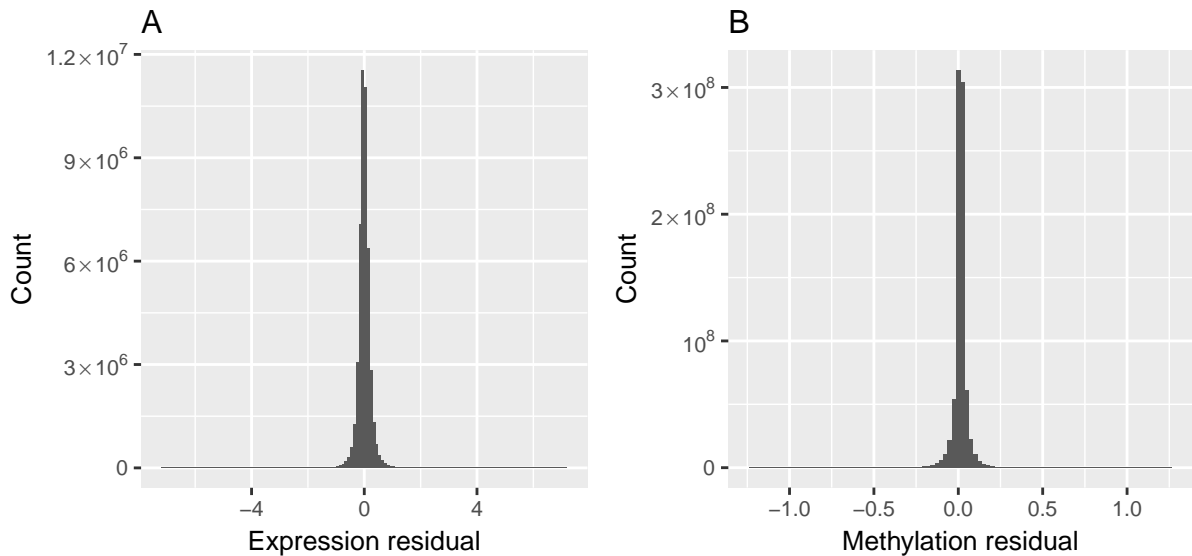 A
Count
1.2×10⁷
9×10⁶
6×10⁶
3×10⁶
0
−4
0
4
Expression residual
B
Count
3×10⁸
2×10⁸
10⁸
0
−1.0
−0.5
0.0
0.5
1.0
Methylation residual